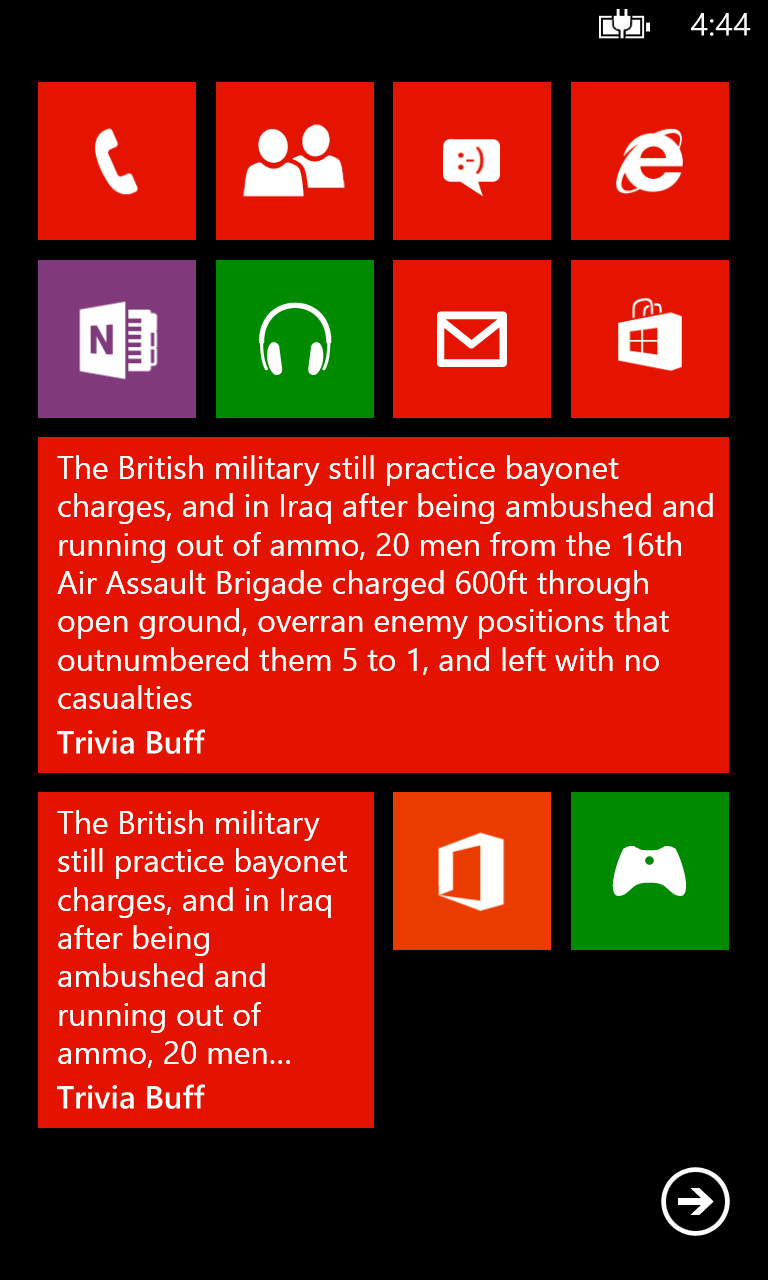 4:44
:-)
N
The British military still practice bayonet
charges, and in Iraq after being ambushed and
running out of ammo, 20 men from the 16th
Air Assault Brigade charged 600ft through
open ground, overran enemy positions that
outnumbered them 5 to 1, and left with no
casualties
Trivia Buff
The British military
still practice bayonet
charges, and in Iraq
after being
ambushed and
running out of
ammo, 20 men...
Trivia Buff